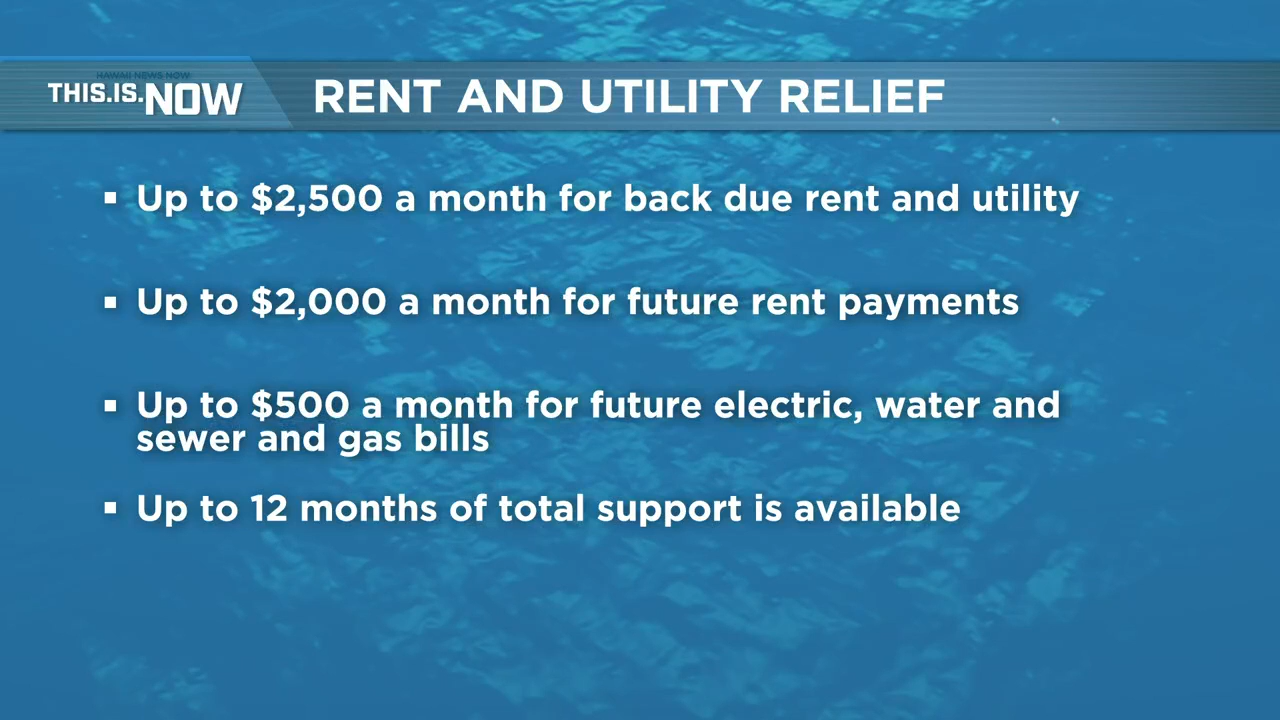 HAWAII NEWS NOW
THIS.IS.NOW
RENT AND UTILITY RELIEF
▪ Up to $2,500 a month for back due rent and utility
▪ Up to $2,000 a month for future rent payments
▪ Up to $500 a month for future electric, water and
sewer and gas bills
▪ Up to 12 months of total support is available